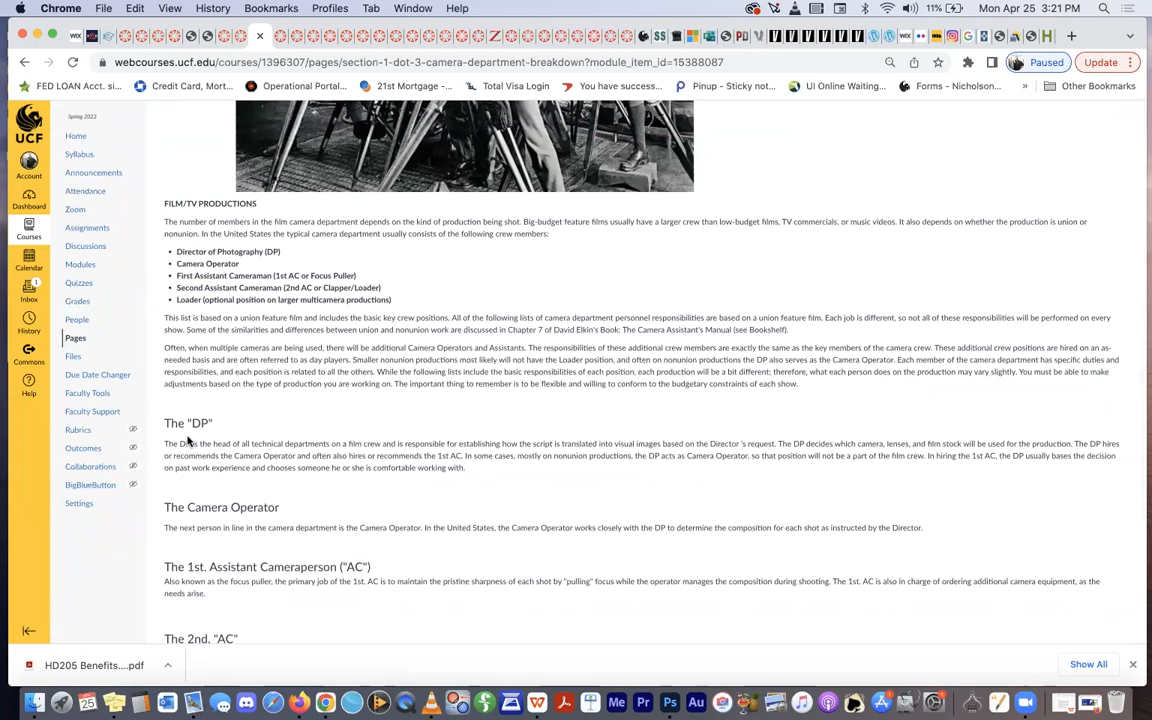 Chrome File Edit View History Bookmarks Profiles Tab Window Help 11% Mon Apr 25 3:21 PM
webcourses.ucf.edu/courses/1396307/pages/section-1-dot-3-camera-department-breakdown?module_item_id=15388087 Paused Update
FED LOAN Acct. si... Credit Card, Mort... Operational Portal... 21st Mortgage -... Total Visa Login You have success... Pinup - Sticky not... UI Online Waiting... Forms - Nicholson... » Other Bookmarks
UCF
Account
Dashboard
Courses
Calendar
1
Inbox
History
Commons
Help
Spring 2022
Home
Syllabus
Announcements
Attendance
Zoom
Assignments
Discussions
Modules
Quizzes
Grades
People
Pages
Files
Due Date Changer
Faculty Tools
Faculty Support
Rubrics
Outcomes
Collaborations
BigBlueButton
Settings
FILM/TV PRODUCTIONS
The number of members in the film camera department depends on the kind of production being shot. Big-budget feature films usually have a larger crew than low-budget films, TV commercials, or music videos. It also depends on whether the production is union or
nonunion. In the United States the typical camera department usually consists of the following crew members:
• Director of Photography (DP)
• Camera Operator
• First Assistant Cameraman (1st AC or Focus Puller)
• Second Assistant Cameraman (2nd AC or Clapper/Loader)
• Loader (optional position on larger multicamera productions)
This list is based on a union feature film and includes the basic key crew positions. All of the following lists of camera department personnel responsibilities are based on a union feature film. Each job is different, so not all of these responsibilities will be performed on every
show. Some of the similarities and differences between union and nonunion work are discussed in Chapter 7 of David Elkin's Book: The Camera Assistant's Manual (see Bookshelf).
Often, when multiple cameras are being used, there will be additional Camera Operators and Assistants. The responsibilities of these additional crew members are exactly the same as the key members of the camera crew. These additional crew positions are hired on an as-
needed basis and are often referred to as day players. Smaller nonunion productions most likely will not have the Loader position, and often on nonunion productions the DP also serves as the Camera Operator. Each member of the camera department has specific duties and
responsibilities, and each position is related to all the others. While the following lists include the basic responsibilities of each position, each production will be a bit different; therefore, what each person does on the production may vary slightly. You must be able to make
adjustments based on the type of production you are working on. The important thing to remember is to be flexible and willing to conform to the budgetary constraints of each show.
The "DP"
The DP is the head of all technical departments on a film crew and is responsible for establishing how the script is translated into visual images based on the Director 's request. The DP decides which camera, lenses, and film stock will be used for the production. The DP hires
or recommends the Camera Operator and often also hires or recommends the 1st AC. In some cases, mostly on nonunion productions, the DP acts as Camera Operator, so that position will not be a part of the film crew. In hiring the 1st AC, the DP usually bases the decision
on past work experience and chooses someone he or she is comfortable working with.
The Camera Operator
The next person in line in the camera department is the Camera Operator. In the United States, the Camera Operator works closely with the DP to determine the composition for each shot as instructed by the Director.
The 1st. Assistant Cameraperson ("AC")
Also known as the focus puller, the primary job of the 1st. AC is to maintain the pristine sharpness of each shot by "pulling" focus while the operator manages the composition during shooting. The 1st. AC is also in charge of ordering additional camera equipment, as the
needs arise.
The 2nd. "AC"
HD205 Benefits....pdf Show All